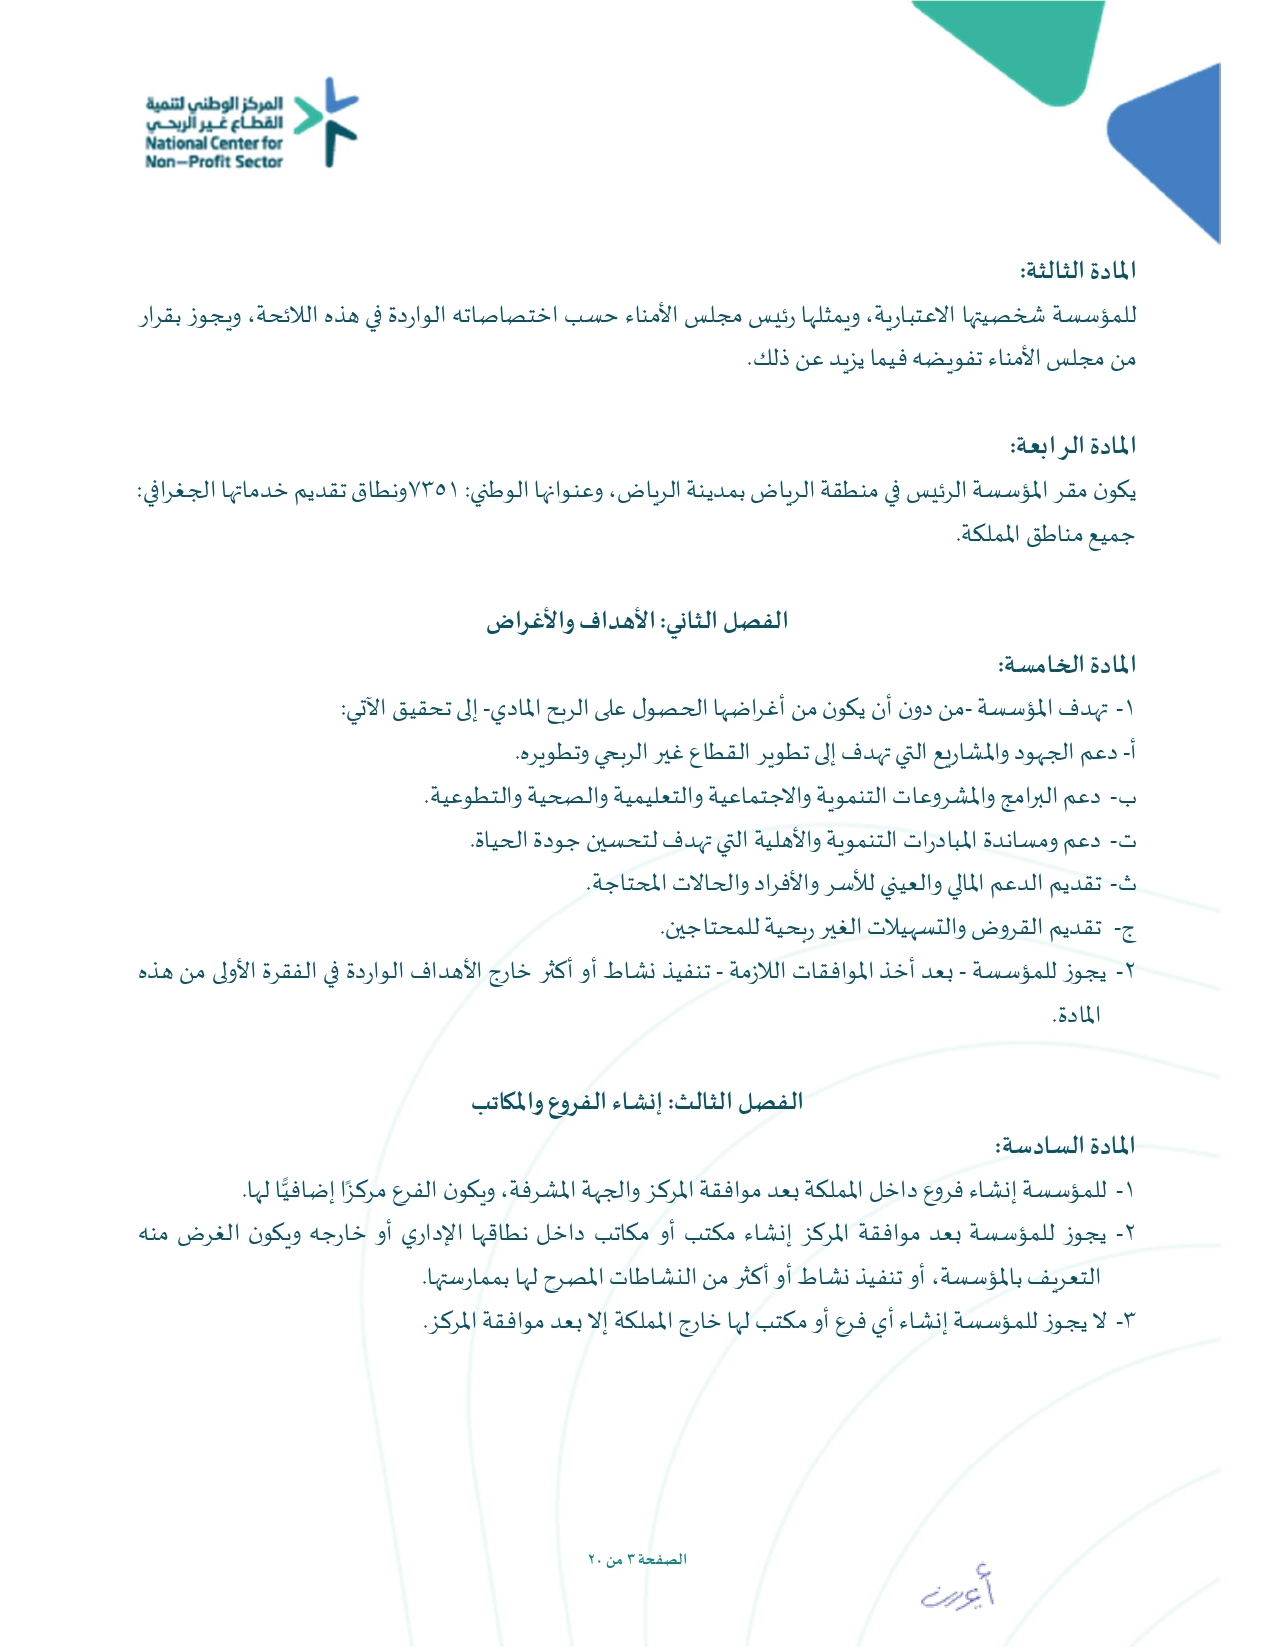 المركز الوطني لتنمية
القطاع غير الربحي
National Center for
Non-Profit Sector
المادة الثالثة:
للمؤسسة شخصيتها الاعتبارية، ويمثلها رئيس مجلس الأمناء حسب اختصاصاته الواردة في هذه اللائحة، ويجوز بقرار
من مجلس الأمناء تفويضه فيما يزيد عن ذلك.
المادة الرابعة:
يكون مقر المؤسسة الرئيس في منطقة الرياض بمدينة الرياض، وعنوانها الوطني: ٧٣٥١ونطاق تقديم خدماتها الجغرافي:
جميع مناطق المملكة.
الفصل الثاني: الأهداف والأغراض
المادة الخامسة:
١- تهدف المؤسسة -من دون أن يكون من أغراضها الحصول على الربح المادي- إلى تحقيق الآتي:
أ- دعم الجهود والمشاريع التي تهدف إلى تطوير القطاع غير الربحي وتطويره.
ب- دعم البرامج والمشروعات التنموية والاجتماعية والتعليمية والصحية والتطوعية.
ت- دعم ومساندة المبادرات التنموية والأهلية التي تهدف لتحسين جودة الحياة.
ث- تقديم الدعم المالي والعيني للأسر والأفراد والحالات المحتاجة.
ج- تقديم القروض والتسهيلات الغير ربحية للمحتاجين.
٢- يجوز للمؤسسة - بعد أخذ الموافقات اللازمة - تنفيذ نشاط أو أكثر خارج الأهداف الواردة في الفقرة الأولى من هذه
المادة.
الفصل الثالث: إنشاء الفروع والمكاتب
المادة السادسة:
١- للمؤسسة إنشاء فروع داخل المملكة بعد موافقة المركز والجهة المشرفة، ويكون الفرع مركزًا إضافيًّا لها.
٢- يجوز للمؤسسة بعد موافقة المركز إنشاء مكتب أو مكاتب داخل نطاقها الإداري أو خارجه ويكون الغرض منه
التعريف بالمؤسسة، أو تنفيذ نشاط أو أكثر من النشاطات المصرح لها بممارستها.
٣- لا يجوز للمؤسسة إنشاء أي فرع أو مكتب لها خارج المملكة إلا بعد موافقة المركز.
الصفحة ٣ من ٢٠